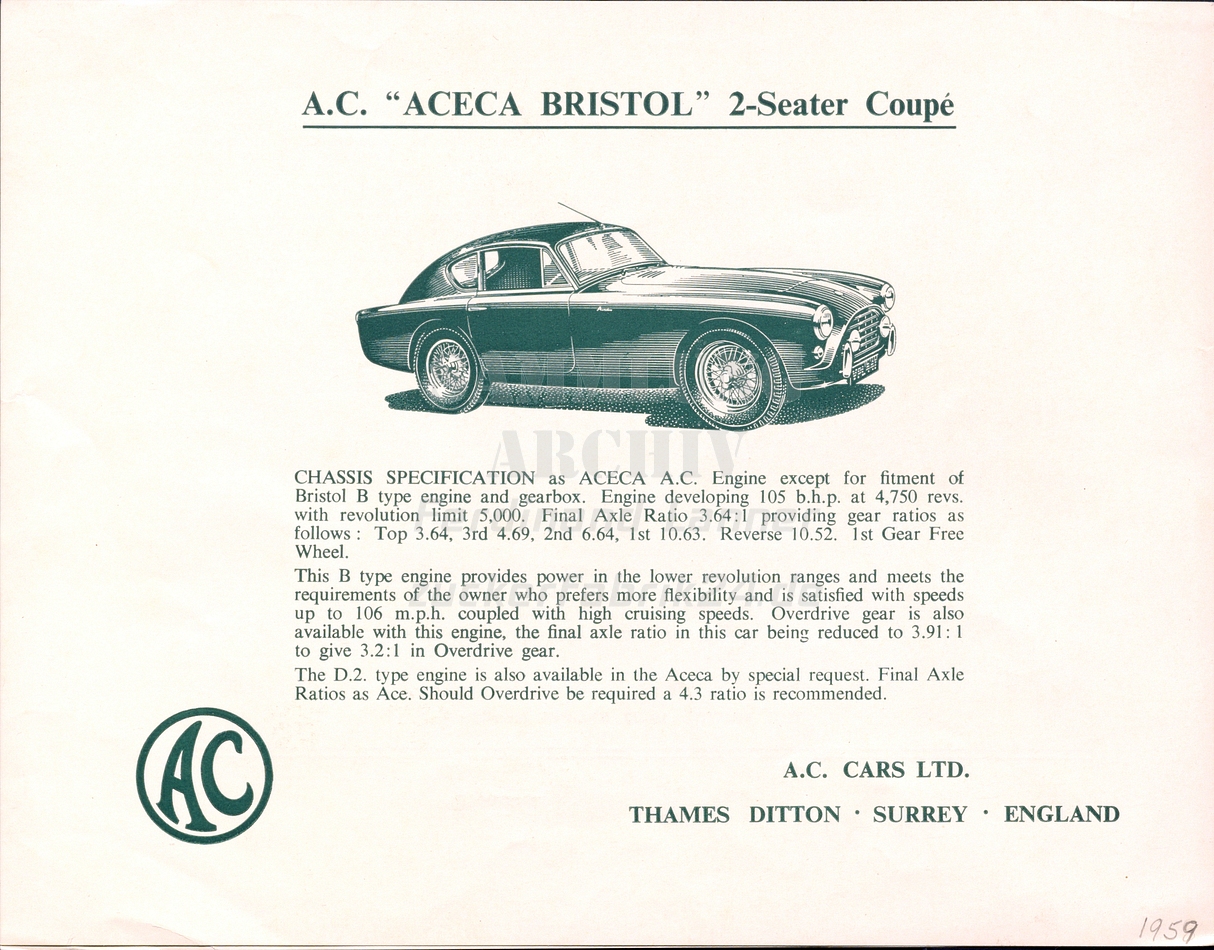 A.C. “ACECA BRISTOL” 2-Seater Coupé
ARCHIV
CHASSIS SPECIFICATION as ACECA A.C. Engine except for fitment of
Bristol B type engine and gearbox. Engine developing 105 b.h.p. at 4,750 revs.
with revolution limit 5,000. Final Axle Ratio 3.64:1 providing gear ratios as
follows : Top 3.64, 3rd 4.69, 2nd 6.64, 1st 10.63. Reverse 10.52. 1st Gear Free
Wheel.
This B type engine provides power in the lower revolution ranges and meets the
requirements of the owner who prefers more flexibility and is satisfied with speeds
up to 106 m.p.h. coupled with high cruising speeds. Overdrive gear is also
available with this engine, the final axle ratio in this car being reduced to 3.91 : 1
to give 3.2:1 in Overdrive gear.
zuckerfabrik24.de
The D.2. type engine is also available in the Aceca by special request. Final Axle
Ratios as Ace. Should Overdrive be required a 4.3 ratio is recommended.
AC
A.C. CARS LTD.
THAMES DITTON · SURREY · ENGLAND
1959